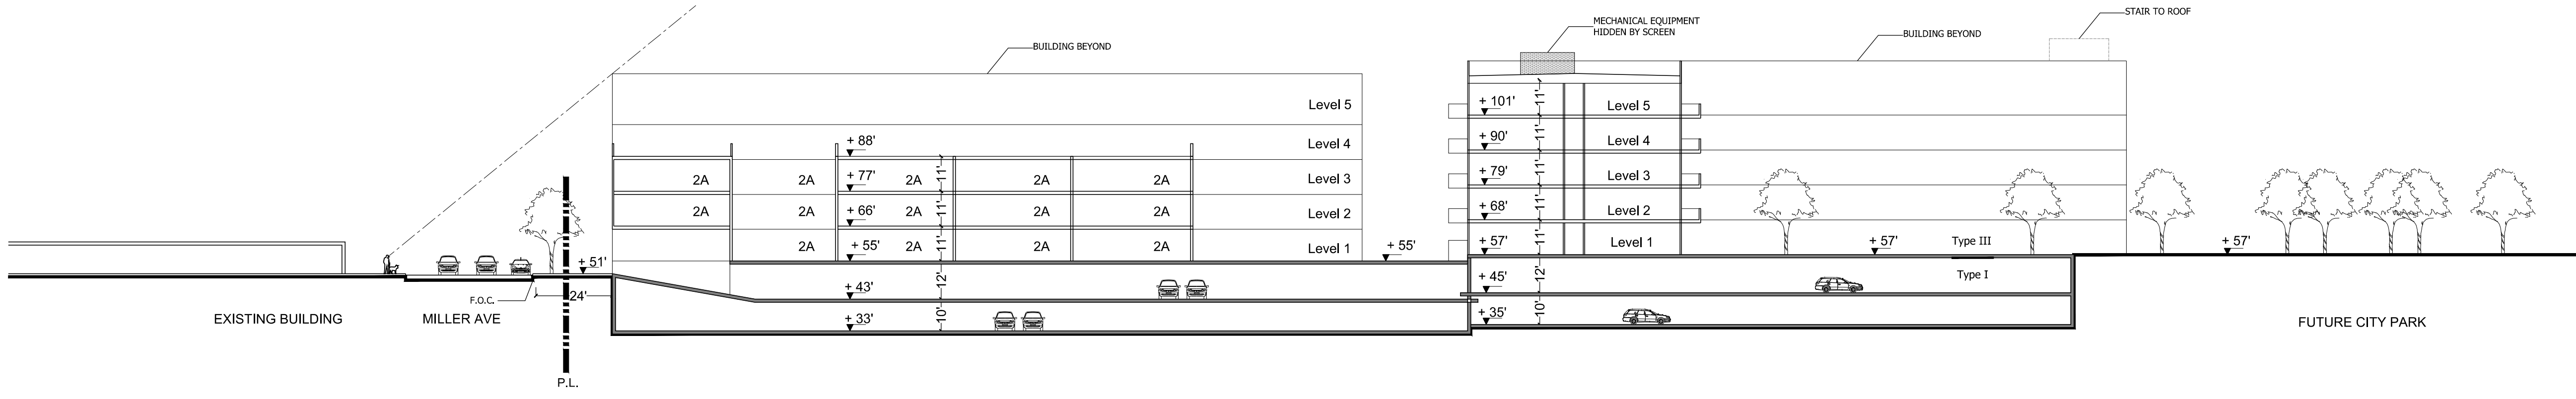 STAIR TO ROOF
MECHANICAL EQUIPMENT
HIDDEN BY SCREEN
BUILDING BEYOND
BUILDING BEYOND
Level 5
Level 4
Level 3
Level 2
Level 1
+ 88'
+ 77'
+ 66'
+ 55'
+ 43'
+ 33'
11'
11'
11'
12'
10'
2A 2A 2A 2A 2A
2A 2A 2A 2A 2A
2A 2A 2A 2A
+ 55'
+ 51'
24'
F.O.C.
P.L.
EXISTING BUILDING
MILLER AVE
+ 101'
+ 90'
+ 79'
+ 68'
+ 57'
+ 45'
+ 35'
11'
11'
11'
11'
11'
12'
10'
Level 5
Level 4
Level 3
Level 2
Level 1
+ 57'
Type III
Type I
+ 57'
FUTURE CITY PARK